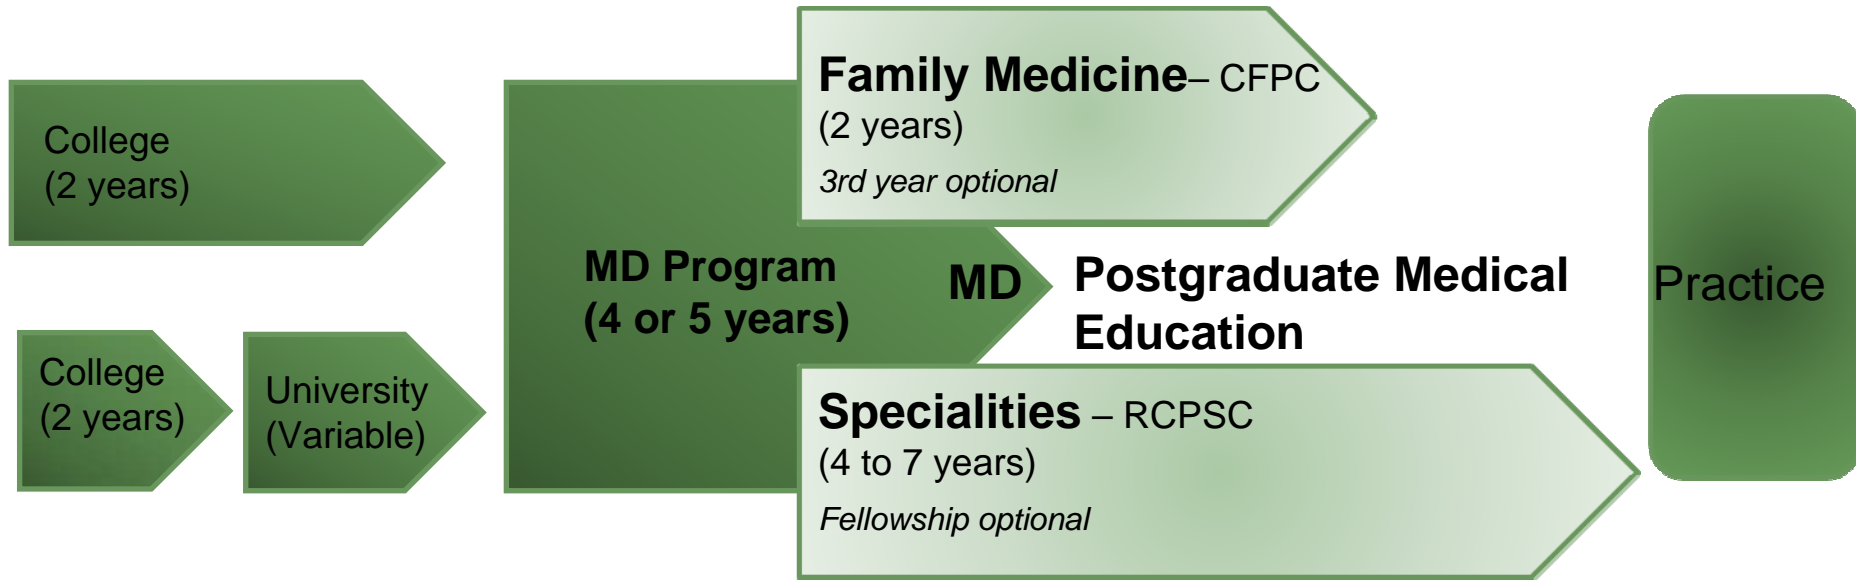 College
(2 years)
College
(2 years)
University
(Variable)
MD Program
(4 or 5 years)
MD
Family Medicine– CFPC
(2 years)
3rd year optional
Postgraduate Medical
Education
Specialities – RCPSC
(4 to 7 years)
Fellowship optional
Practice